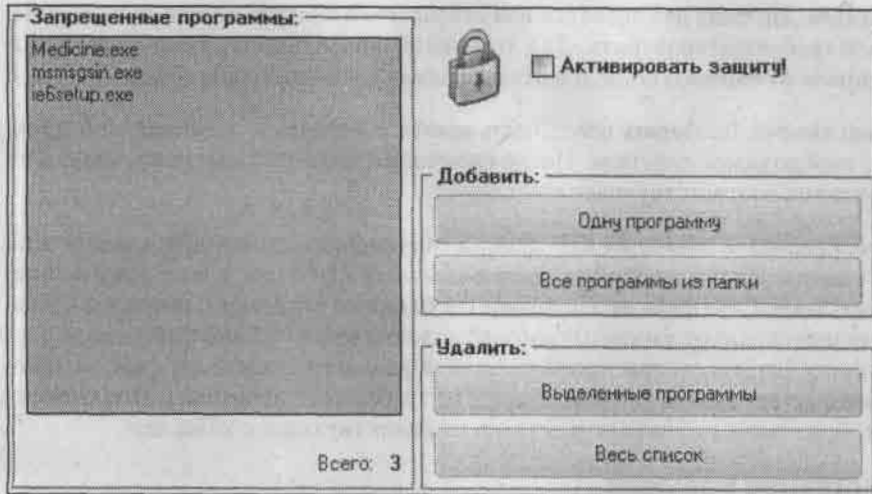 Запрещенные программы:
Medicine.exe
msmsgsin.exe
ie6setup.exe
Всего: 3
Активировать защиту!
Добавить:
Одну программу
Все программы из папки
Удалить:
Выделенные программы
Весь список